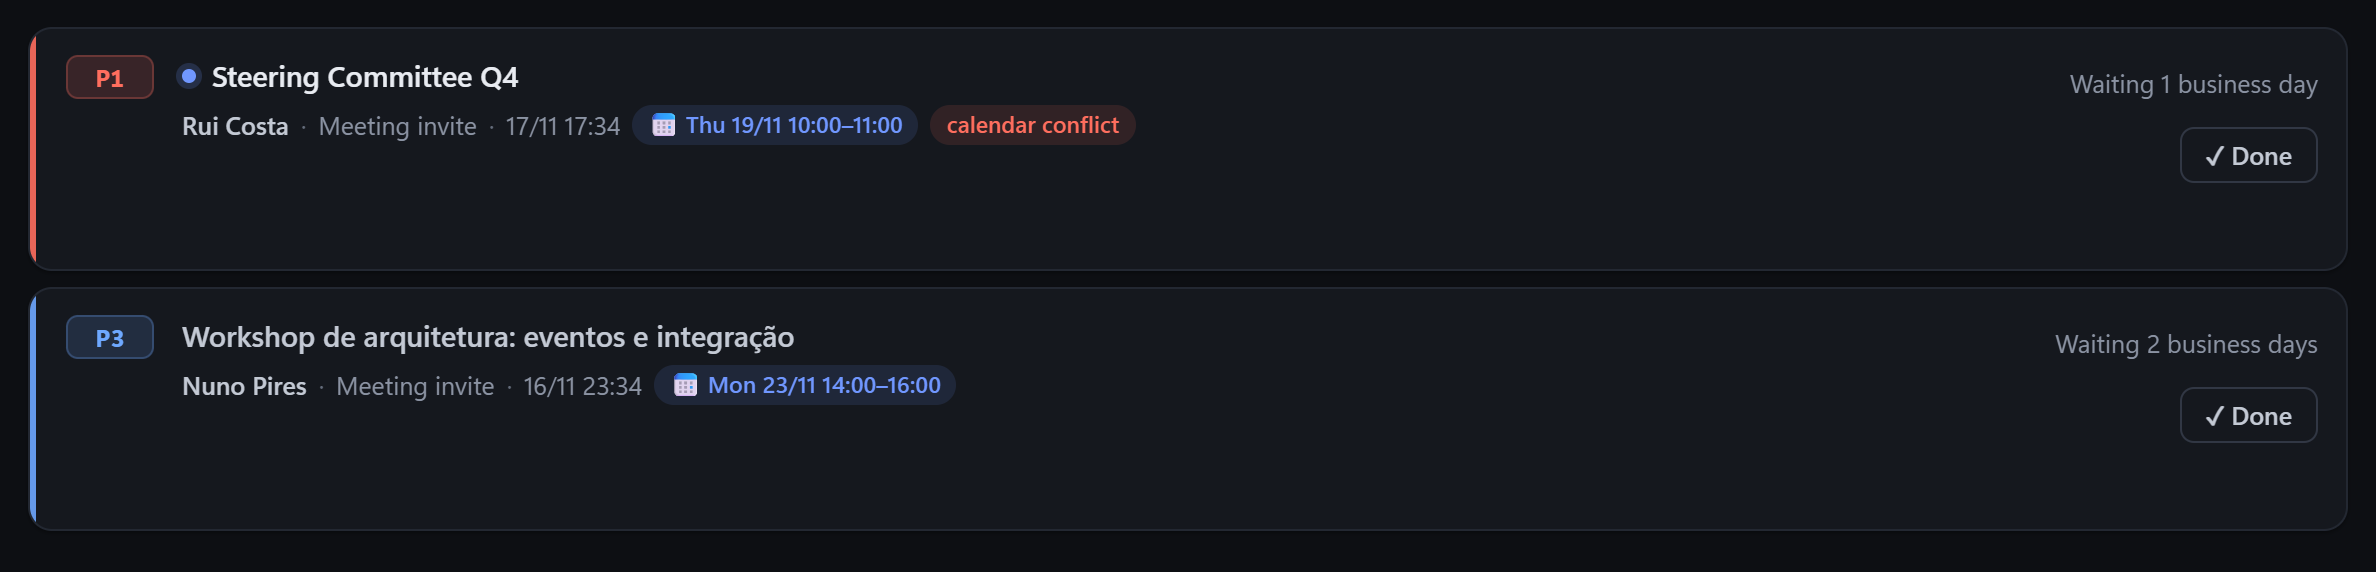 P1 Steering Committee Q4 Waiting 1 business day
Rui Costa · Meeting invite · 17/11 17:34 Thu 19/11 10:00–11:00 calendar conflict
✓ Done
P3 Workshop de arquitetura: eventos e integração Waiting 2 business days
Nuno Pires · Meeting invite · 16/11 23:34 Mon 23/11 14:00–16:00
✓ Done